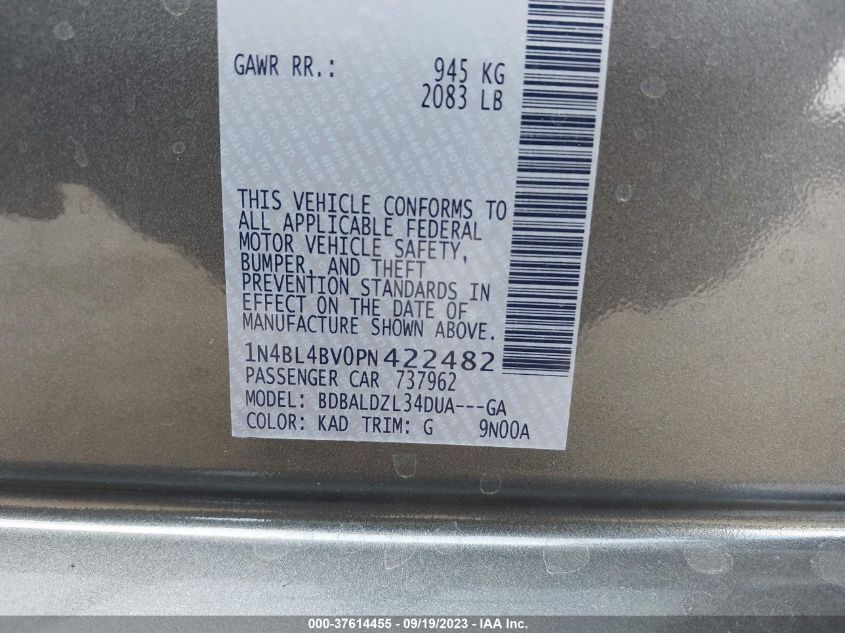 GAWR RR.: 945 KG
2083 LB
THIS VEHICLE CONFORMS TO
ALL APPLICABLE FEDERAL
MOTOR VEHICLE SAFETY,
BUMPER, AND THEFT
PREVENTION STANDARDS IN
EFFECT ON THE DATE OF
MANUFACTURE SHOWN ABOVE.
1N4BL4BV0PN422482
PASSENGER CAR 737962
MODEL: BDBALDZL34DUA---GA
COLOR: KAD TRIM: G 9N00A
000-37614455 - 09/19/2023 - IAA Inc.